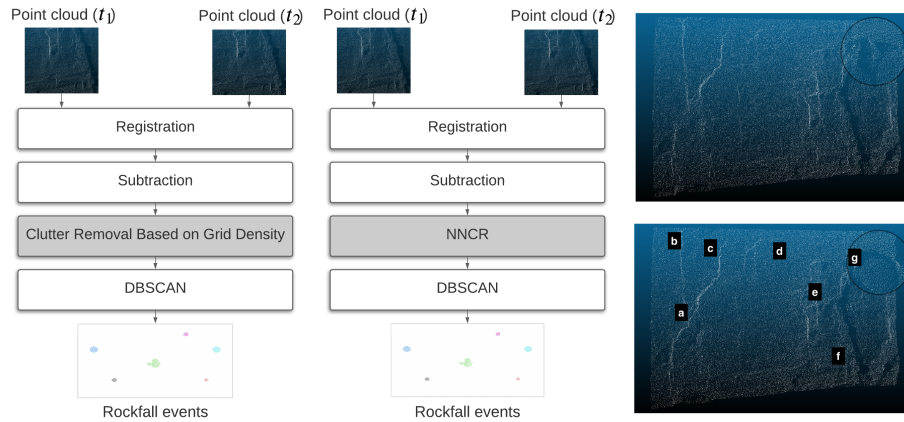 Point cloud (t₁)
Point cloud (t₂)
Registration
Subtraction
Clutter Removal Based on Grid Density
DBSCAN
Rockfall events
Point cloud (t₁)
Point cloud (t₂)
Registration
Subtraction
NNCR
DBSCAN
Rockfall events
b
c
d
g
e
a
f